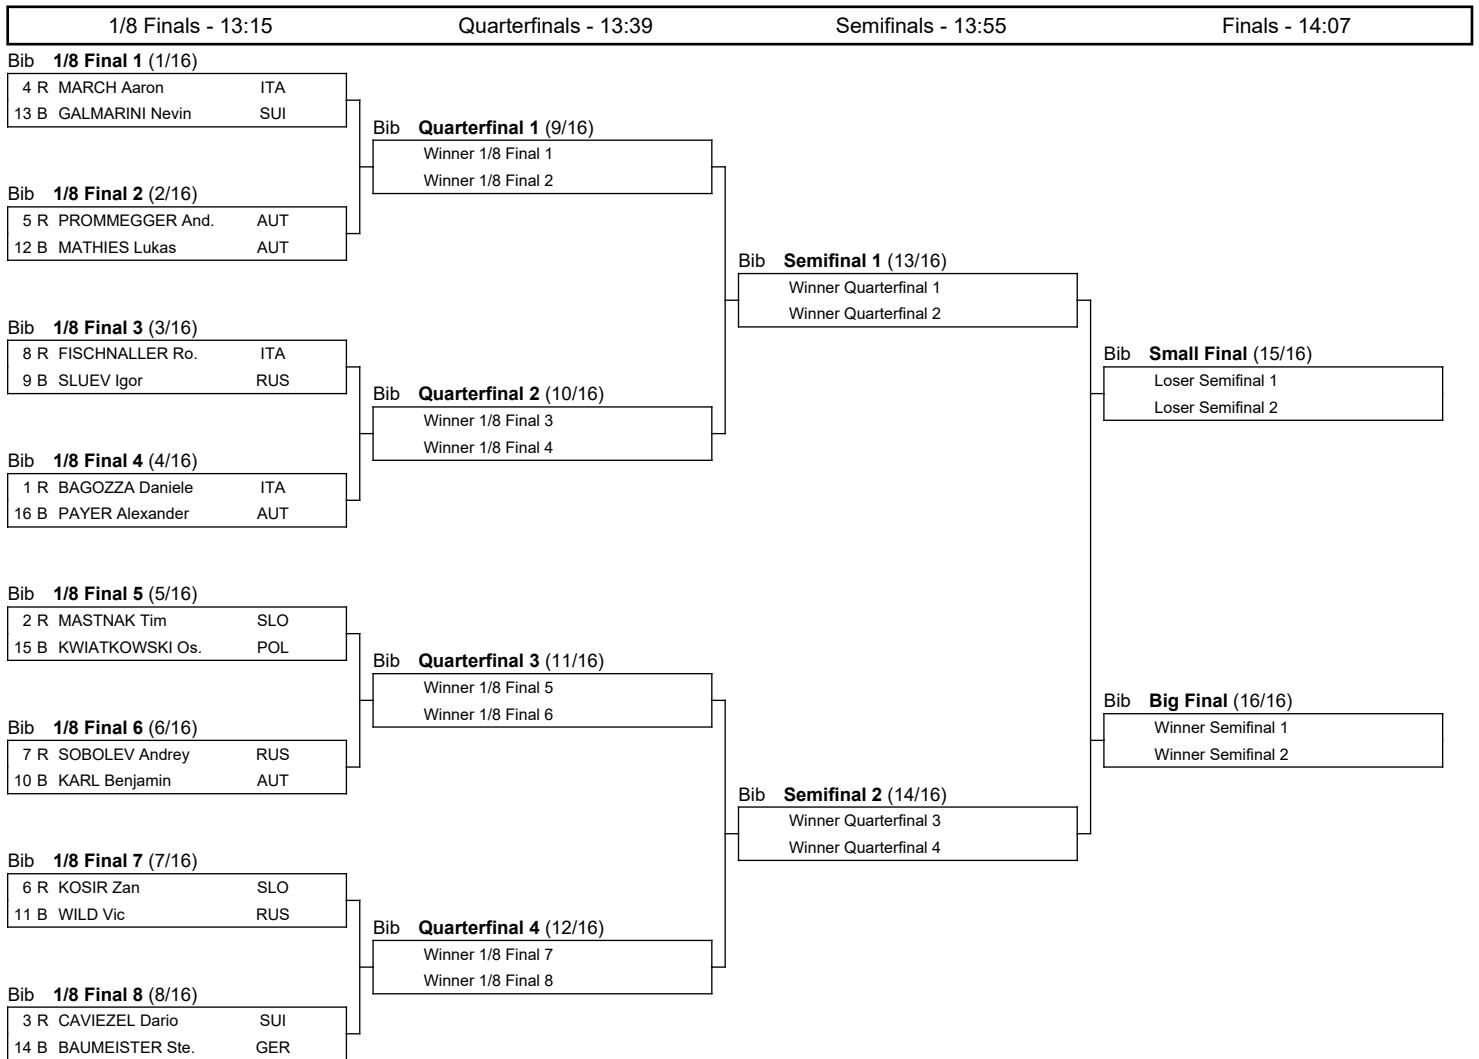 1/8 Finals - 13:15 Quarterfinals - 13:39 Semifinals - 13:55 Finals - 14:07
Bib 1/8 Final 1 (1/16)
4 R MARCH Aaron ITA
13 B GALMARINI Nevin SUI
Bib 1/8 Final 2 (2/16)
5 R PROMMEGGER And. AUT
12 B MATHIES Lukas AUT
Bib 1/8 Final 3 (3/16)
8 R FISCHNALLER Ro. ITA
9 B SLUEV Igor RUS
Bib 1/8 Final 4 (4/16)
1 R BAGOZZA Daniele ITA
16 B PAYER Alexander AUT
Bib 1/8 Final 5 (5/16)
2 R MASTNAK Tim SLO
15 B KWIATKOWSKI Os. POL
Bib 1/8 Final 6 (6/16)
7 R SOBOLEV Andrey RUS
10 B KARL Benjamin AUT
Bib 1/8 Final 7 (7/16)
6 R KOSIR Zan SLO
11 B WILD Vic RUS
Bib 1/8 Final 8 (8/16)
3 R CAVIEZEL Dario SUI
14 B BAUMEISTER Ste. GER
Bib Quarterfinal 1 (9/16)
Winner 1/8 Final 1
Winner 1/8 Final 2
Bib Quarterfinal 2 (10/16)
Winner 1/8 Final 3
Winner 1/8 Final 4
Bib Quarterfinal 3 (11/16)
Winner 1/8 Final 5
Winner 1/8 Final 6
Bib Quarterfinal 4 (12/16)
Winner 1/8 Final 7
Winner 1/8 Final 8
Bib Semifinal 1 (13/16)
Winner Quarterfinal 1
Winner Quarterfinal 2
Bib Semifinal 2 (14/16)
Winner Quarterfinal 3
Winner Quarterfinal 4
Bib Small Final (15/16)
Loser Semifinal 1
Loser Semifinal 2
Bib Big Final (16/16)
Winner Semifinal 1
Winner Semifinal 2